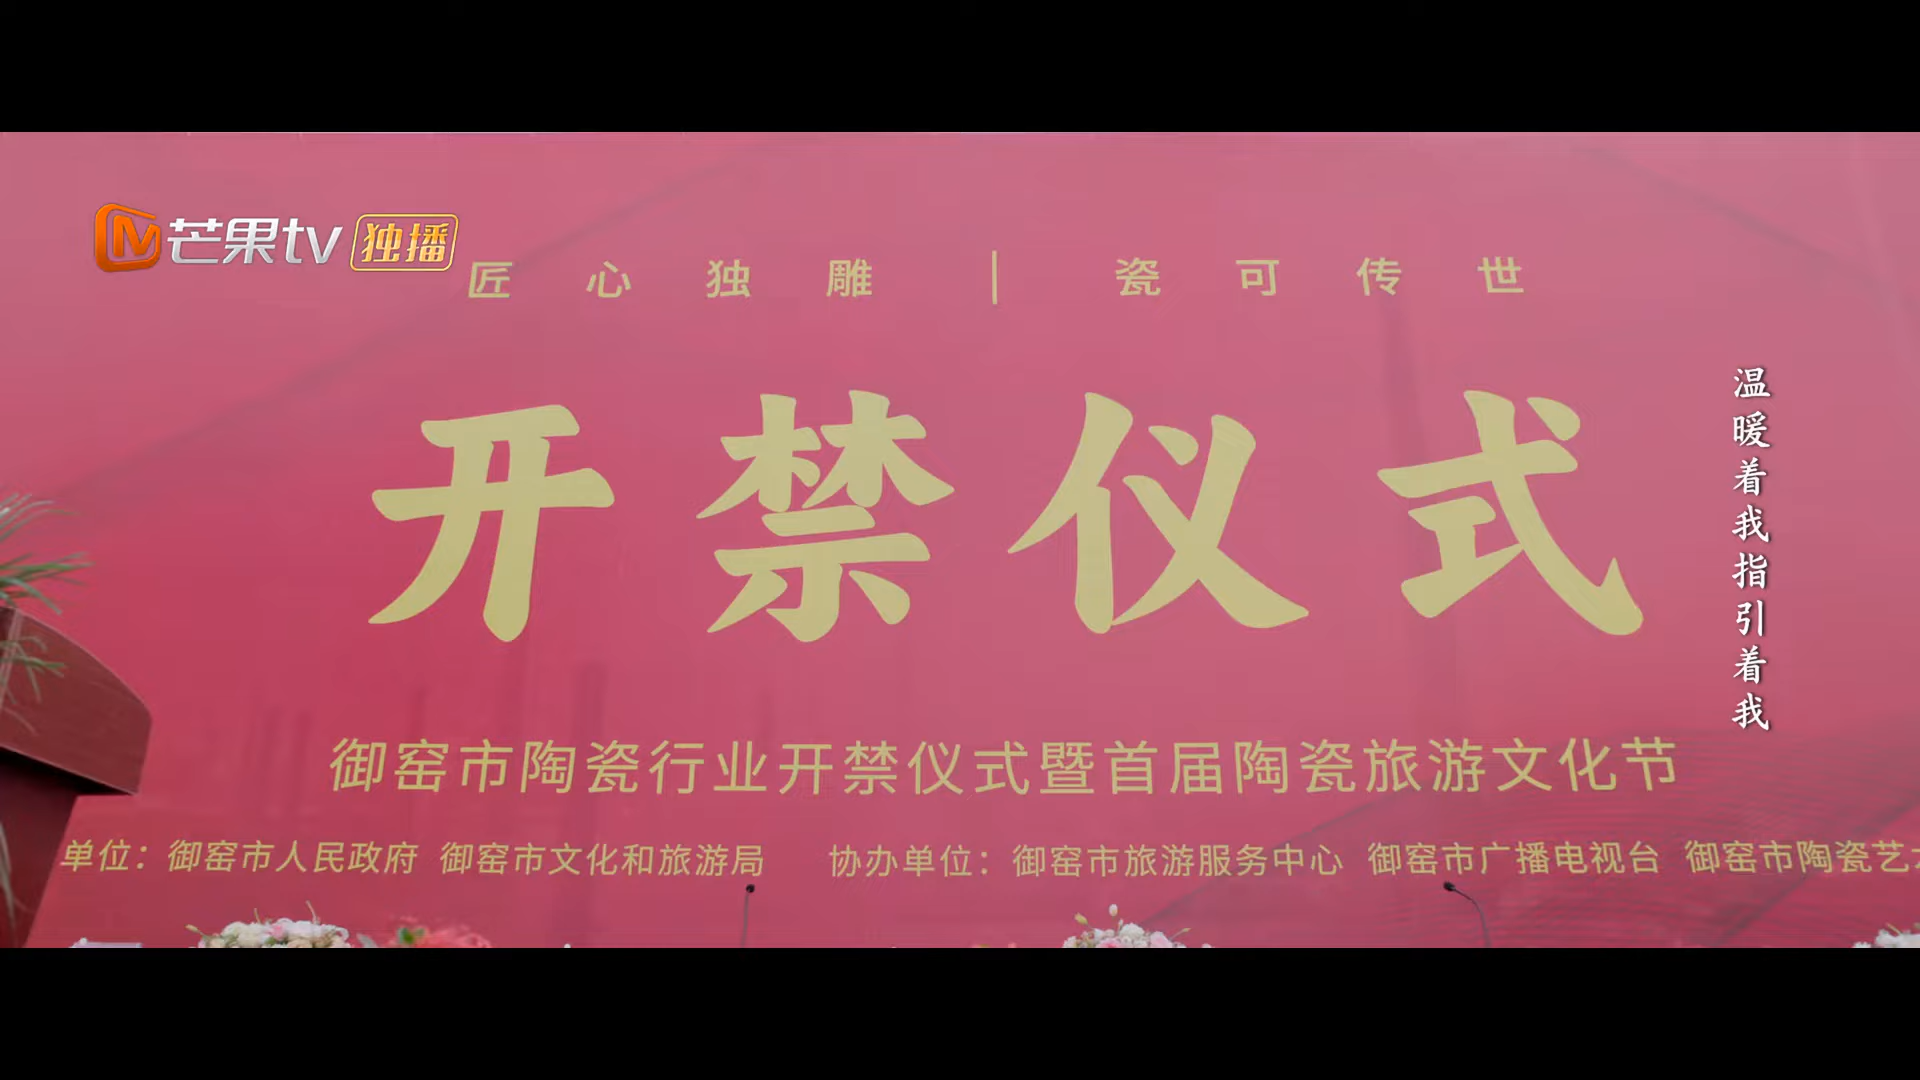 芒果tv 独播
匠心独雕 | 瓷可传世
开禁仪式
温暖着我指引着我
御窑市陶瓷行业开禁仪式暨首届陶瓷旅游文化节
单位：御窑市人民政府 御窑市文化和旅游局 协办单位：御窑市旅游服务中心 御窑市广播电视台 御窑市陶瓷艺